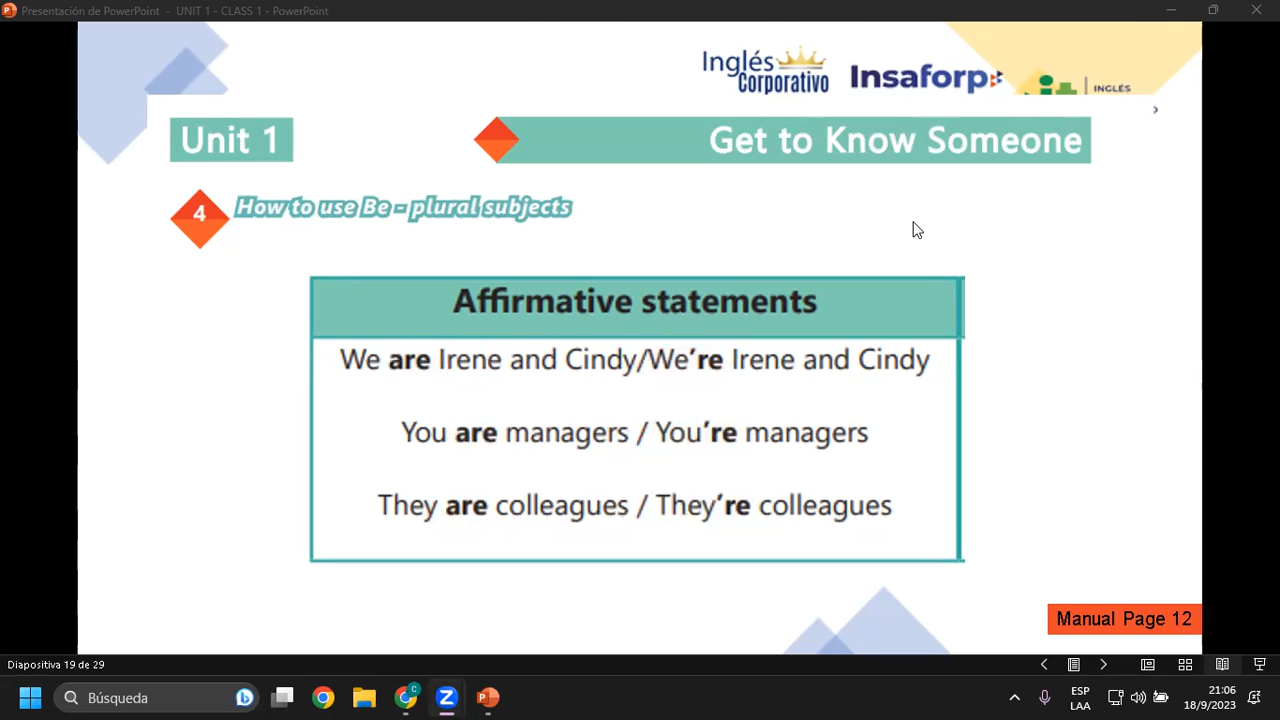 Presentación de PowerPoint - UNIT 1 - CLASS 1 - PowerPoint
Inglés
Corporativo
Insaforp
INGLÉS
Unit 1
Get to Know Someone
4
How to use Be - plural subjects
Affirmative statements
We are Irene and Cindy/We're Irene and Cindy
You are managers / You're managers
They are colleagues / They're colleagues
Manual Page 12
Diapositiva 19 de 29
Búsqueda
ESP
LAA
21:06
18/9/2023